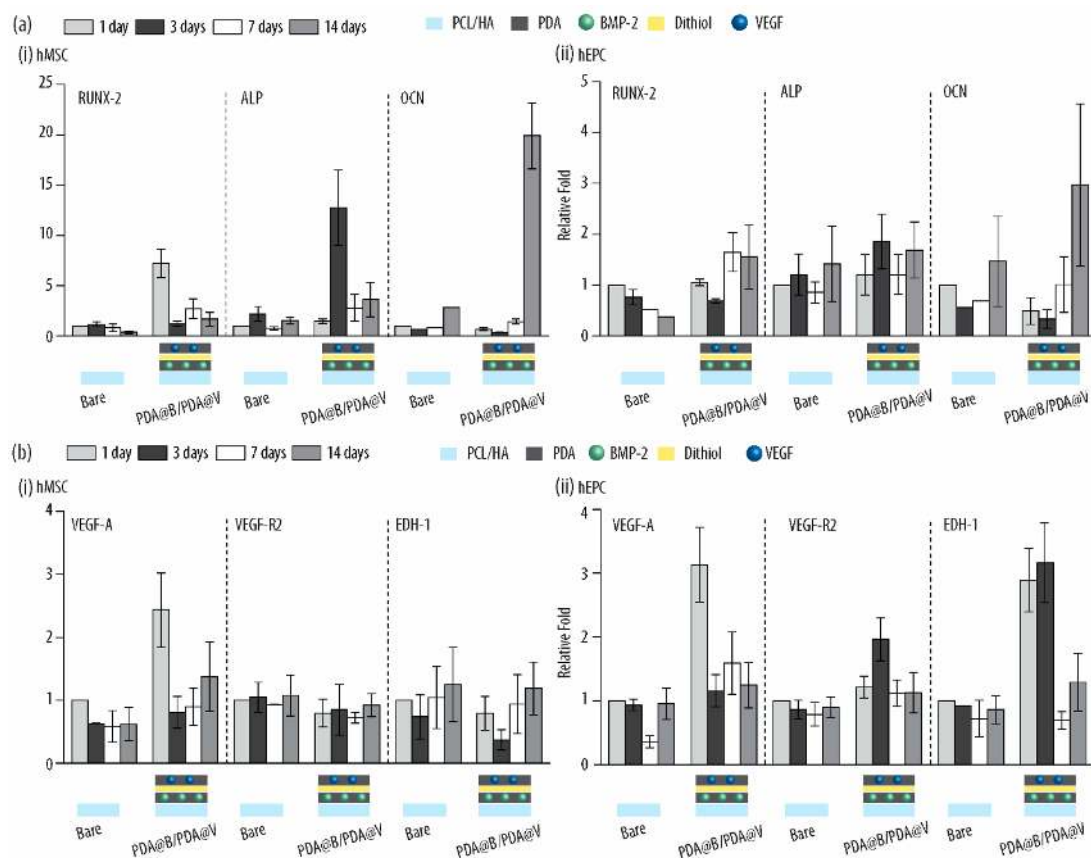 (a) 1 day 3 days 7 days 14 days PCL/HA PDA BMP-2 Dithiol VEGF
(i) hMSC
RUNX-2 ALP OCN
25
20
15
10
5
0
Bare PDA@B/PDA@V Bare PDA@B/PDA@V Bare PDA@B/PDA@V
(ii) hEPC
RUNX-2 ALP OCN
Relative Fold
5
4
3
2
1
0
Bare PDA@B/PDA@V Bare PDA@B/PDA@V Bare PDA@B/PDA@V
(b) 1 day 3 days 7 days 14 days PCL/HA PDA BMP-2 Dithiol VEGF
(i) hMSC
VEGF-A VEGF-R2 EDH-1
4
3
2
1
0
Bare PDA@B/PDA@V Bare PDA@B/PDA@V Bare PDA@B/PDA@V
(ii) hEPC
VEGF-A VEGF-R2 EDH-1
Relative Fold
4
3
2
1
0
Bare PDA@B/PDA@V Bare PDA@B/PDA@V Bare PDA@B/PDA@V